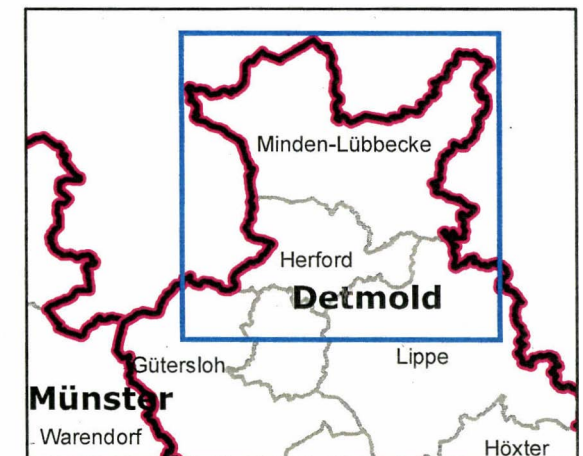 Minden-Lübbecke
Herford
Detmold
Lippe
Gütersloh
Münster
Warendorf
Höxter